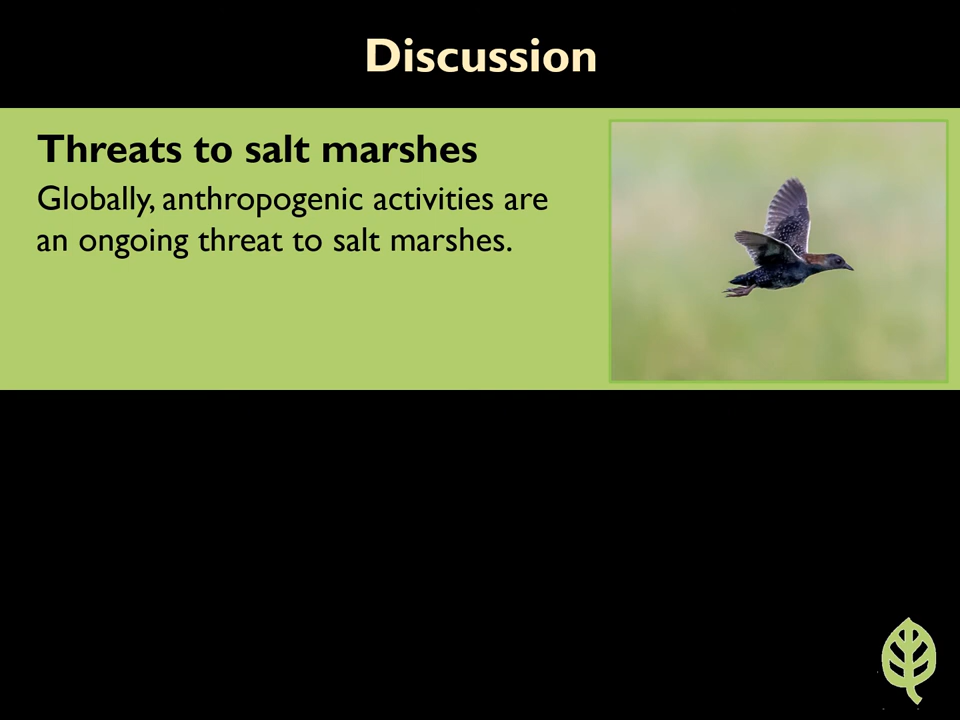 Discussion
Threats to salt marshes
Globally, anthropogenic activities are
an ongoing threat to salt marshes.